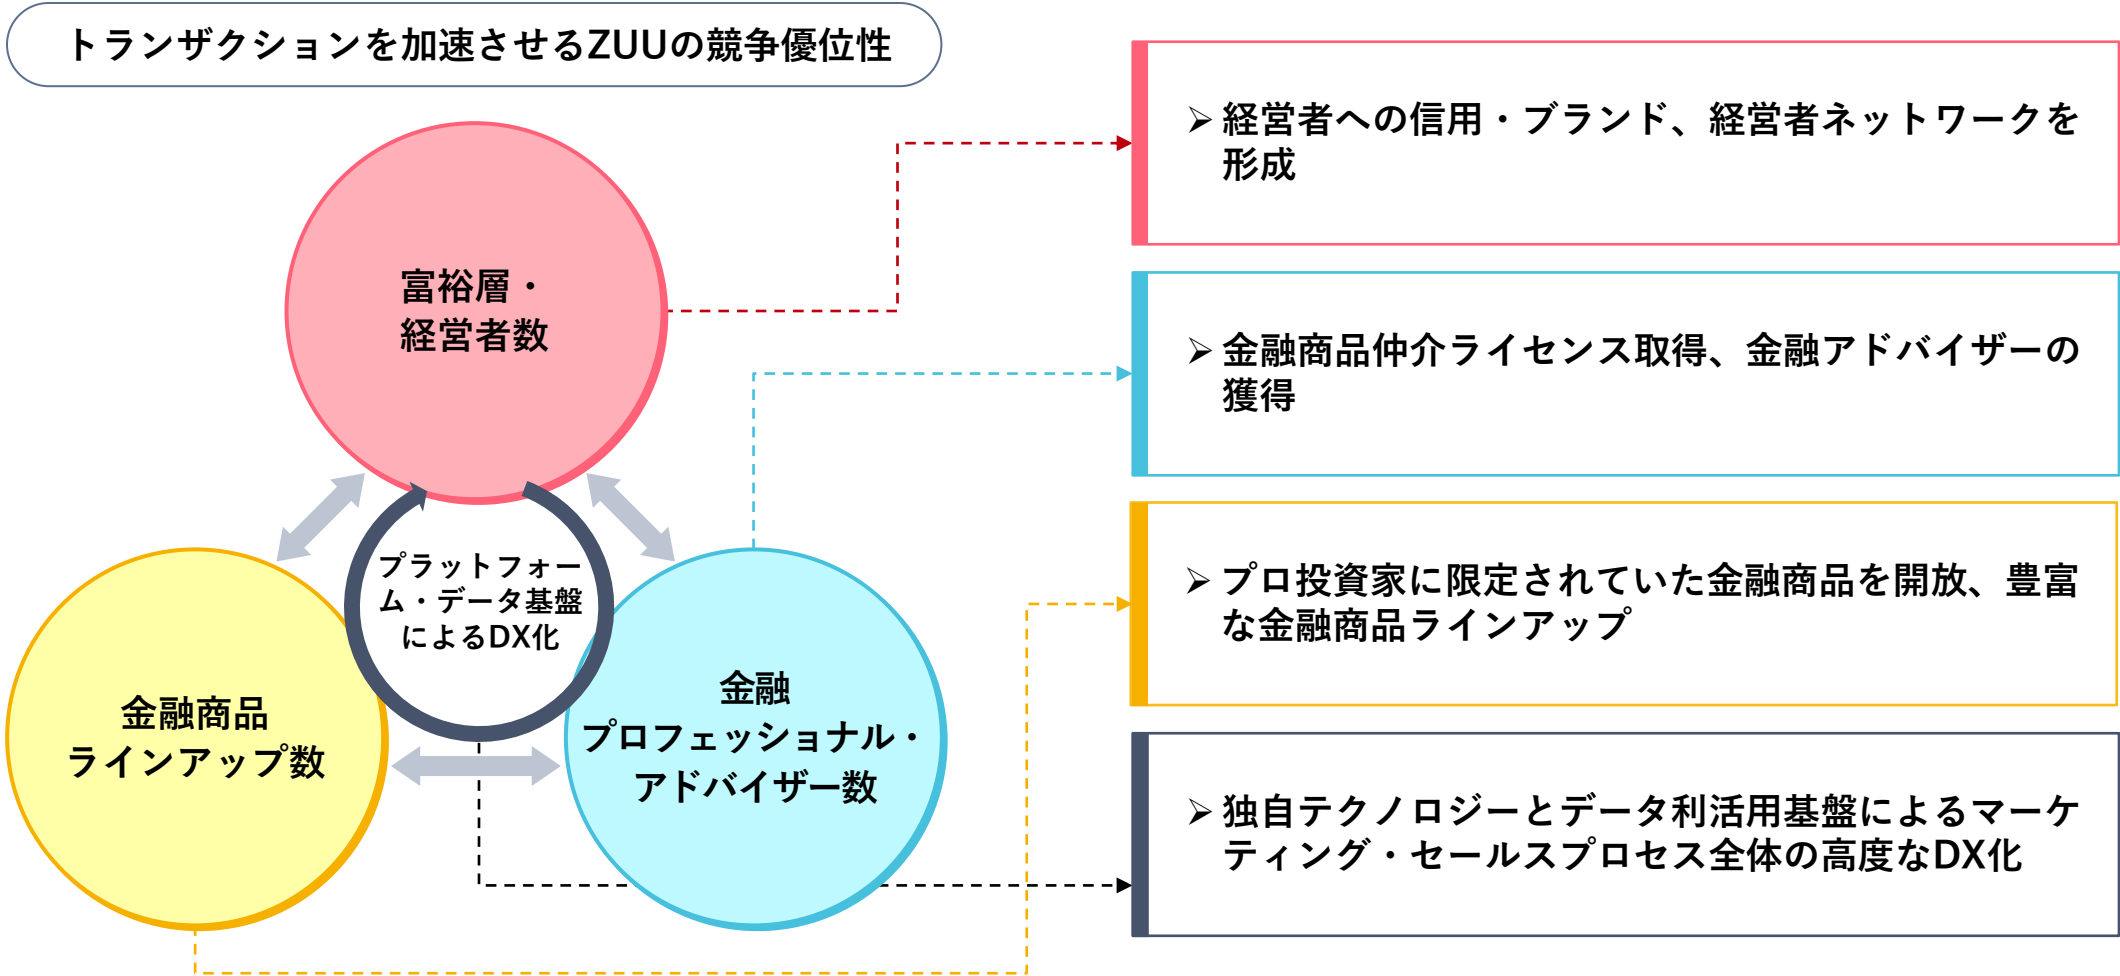 トランザクションを加速させるZUUの競争優位性
富裕層・
経営者数
プラットフォー
ム・データ基盤
によるDX化
金融商品
ラインアップ数
金融
プロフェッショナル・
アドバイザー数
➢経営者への信用・ブランド、経営者ネットワークを
形成
➢金融商品仲介ライセンス取得、金融アドバイザーの
獲得
➢プロ投資家に限定されていた金融商品を開放、豊富
な金融商品ラインアップ
➢独自テクノロジーとデータ利活用基盤によるマーケ
ティング・セールスプロセス全体の高度なDX化